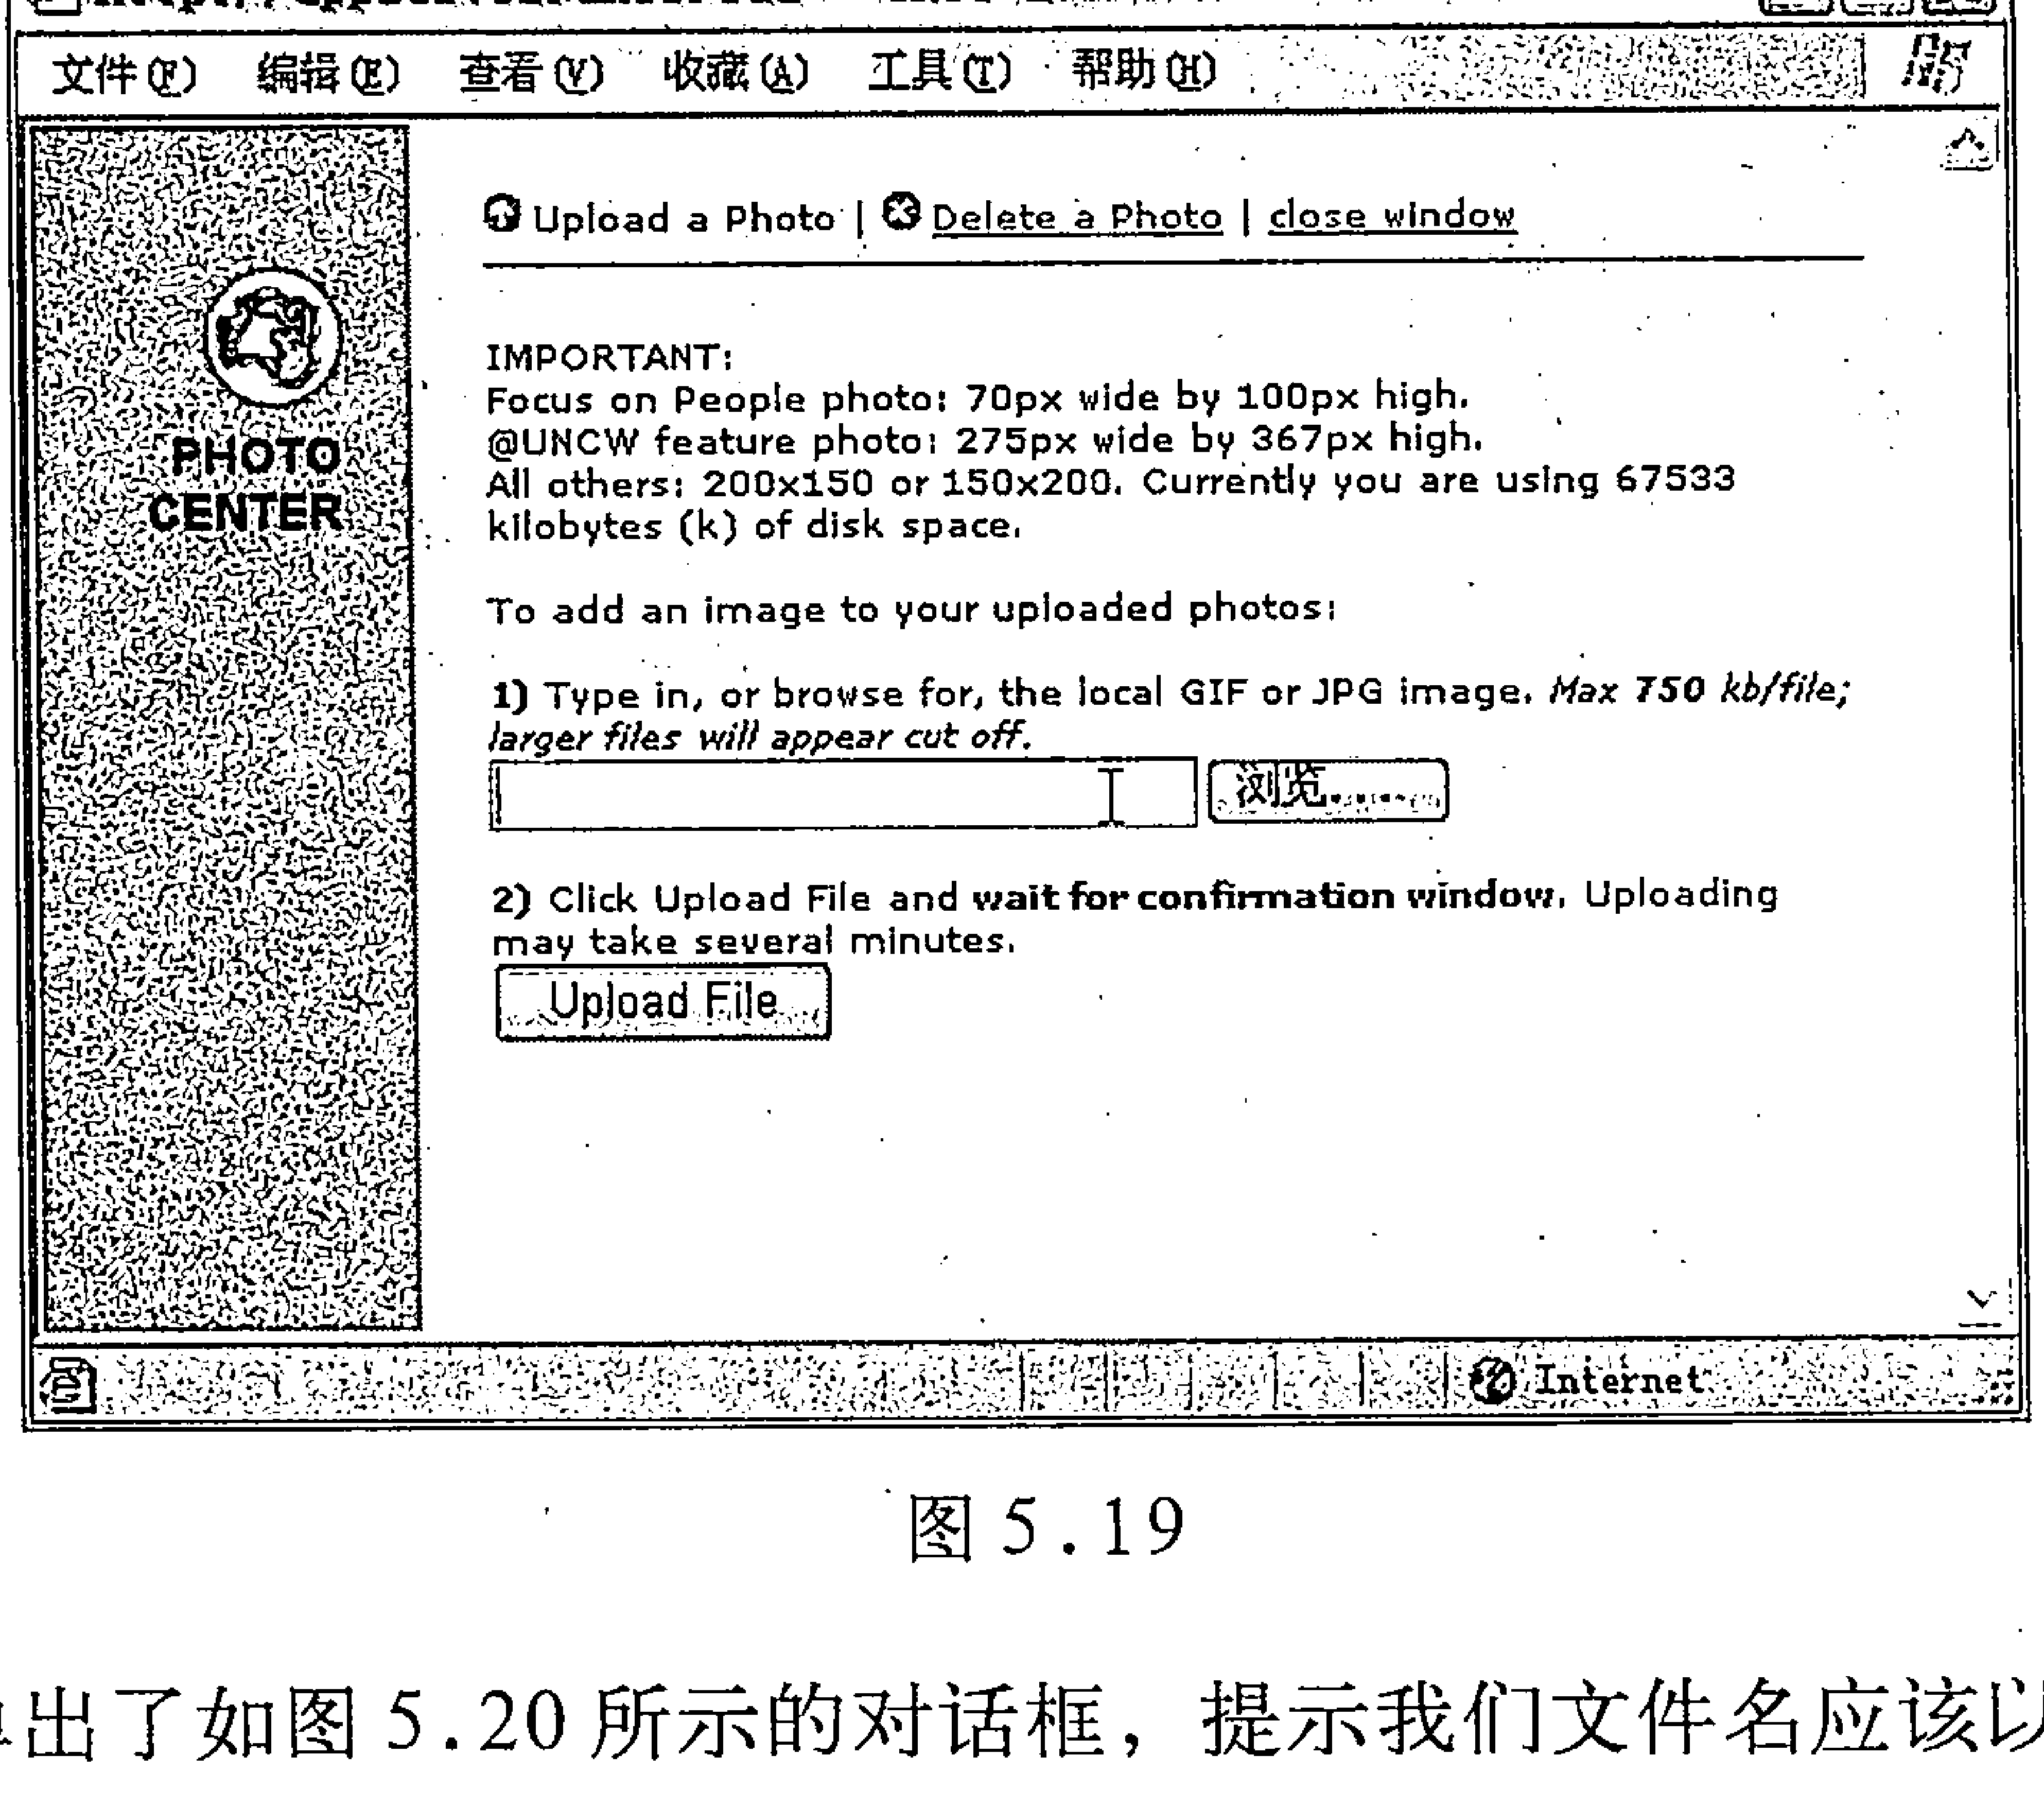 文件(F) 编辑(E) 查看(V) 收藏(A) 工具(T) 帮助(H)
Upload a Photo | Delete a Photo | close window
PHOTO
CENTER
IMPORTANT:
Focus on People photo: 70px wide by 100px high.
@UNCW feature photo: 275px wide by 367px high.
All others: 200x150 or 150x200. Currently you are using 67533
kilobytes (k) of disk space.
To add an image to your uploaded photos:
1) Type in, or browse for, the local GIF or JPG image. Max 750 kb/file;
larger files will appear cut off.
浏览...
2) Click Upload File and wait for confirmation window. Uploading
may take several minutes.
Upload File
Internet
图 5.19
出了如图 5.20 所示的对话框，提示我们文件名应该以